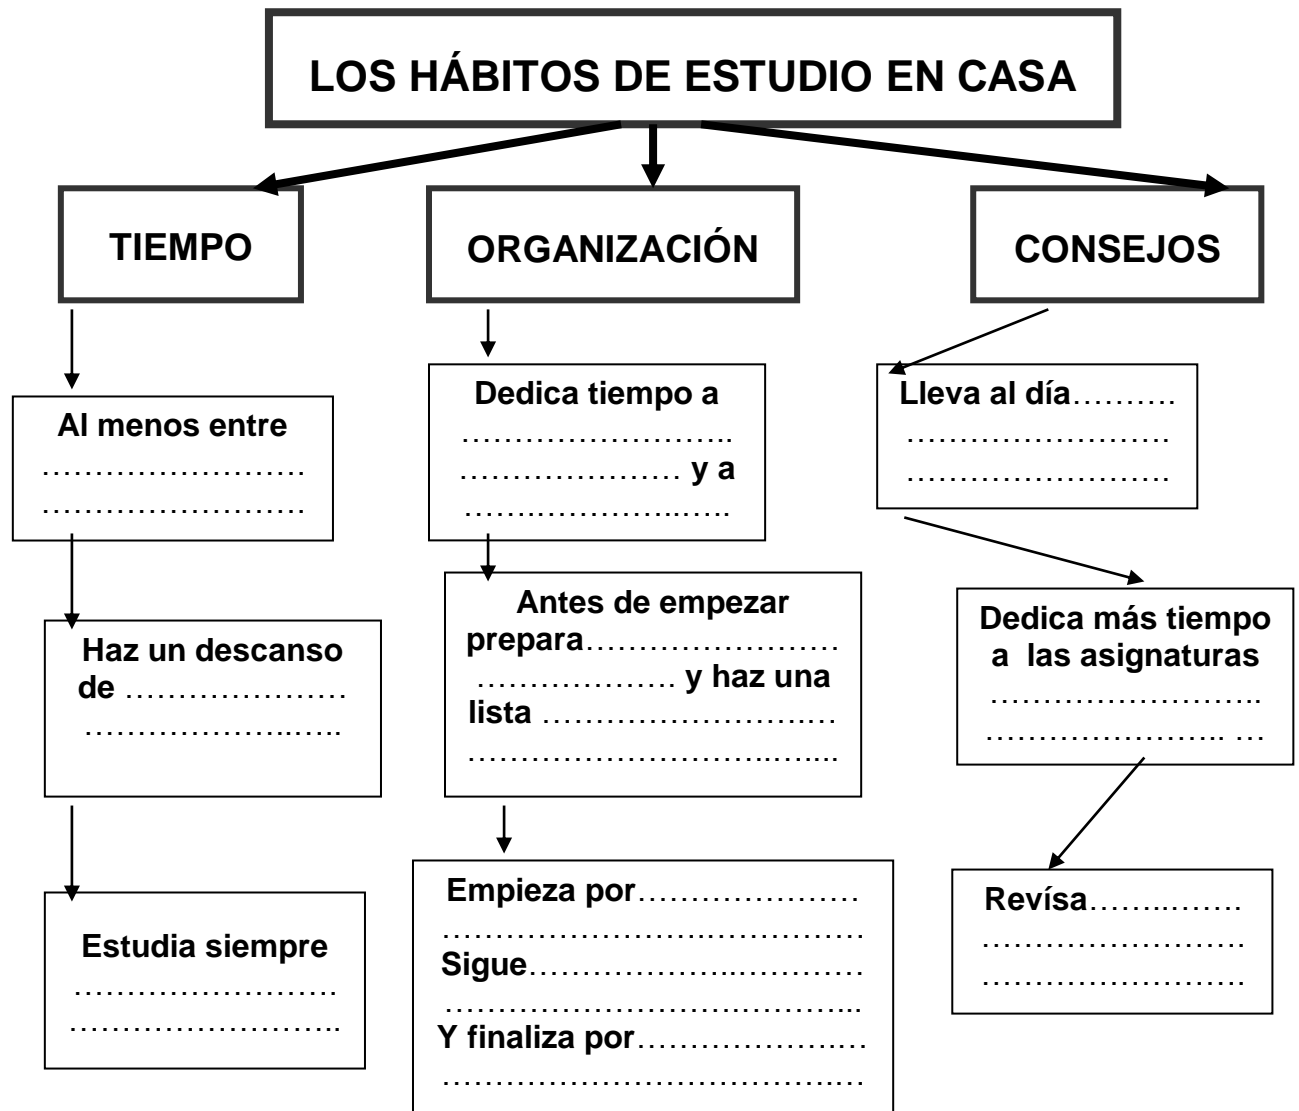 LOS HÁBITOS DE ESTUDIO EN CASA
TIEMPO
Al menos entre
……………………….
……………………….
Haz un descanso
de …………………
………………..…..
Estudia siempre
……………………….
……………………..
ORGANIZACIÓN
Dedica tiempo a
……………………..
………………… y a
…………………..…..
Antes de empezar
prepara……………………
………………. y haz una
lista …………………….…
………………………..…....
Empieza por…………………
…………………….……………
Sigue……………….…………
………………………………...
Y finaliza por……………….…
……………………………….…
CONSEJOS
Lleva al día……….
…………………….
…………………….
Dedica más tiempo
a las asignaturas
……………………..
………………….. …
Revísa……..…….
…………………….
…………………….